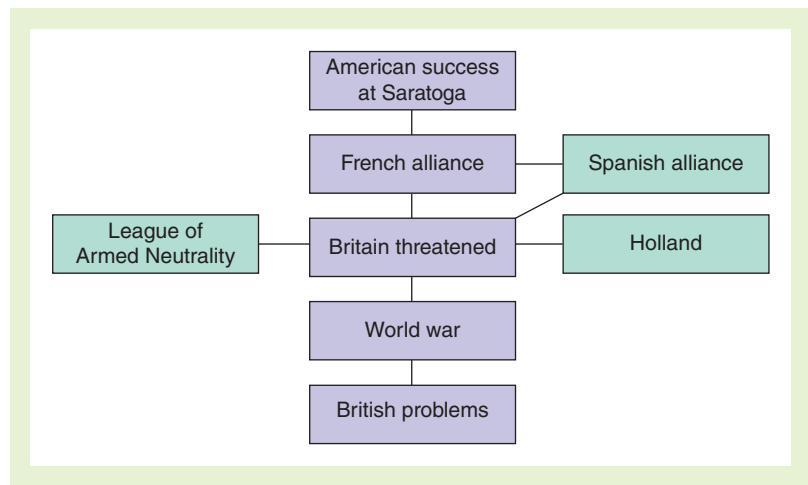 American success
at Saratoga
French alliance
Spanish alliance
League of
Armed Neutrality
Britain threatened
Holland
World war
British problems